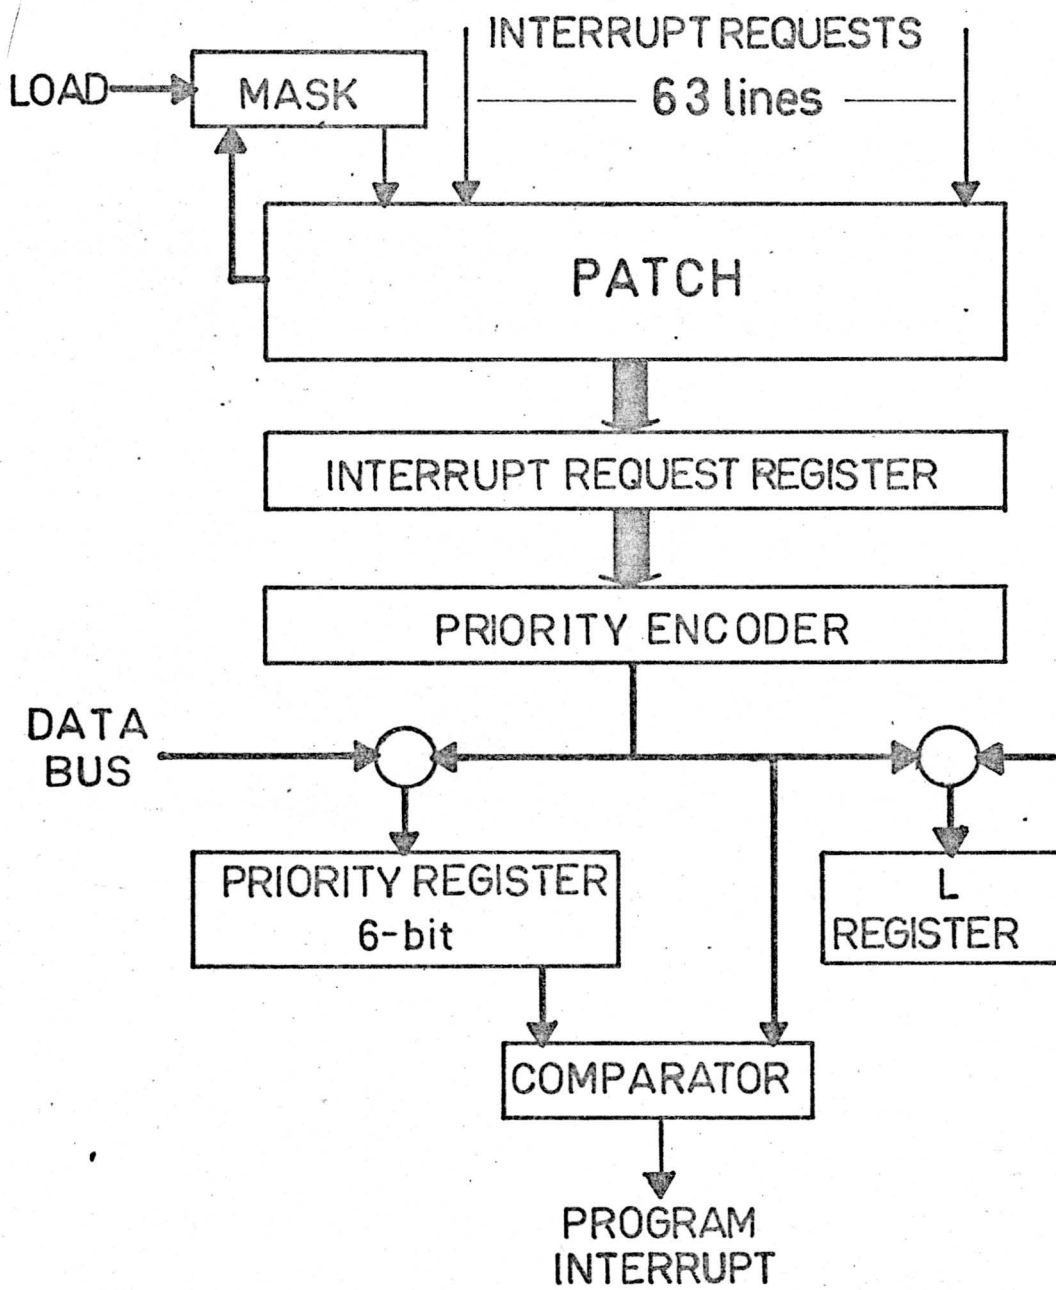 INTERRUPT REQUESTS
LOAD
MASK
63 lines
PATCH
INTERRUPT REQUEST REGISTER
PRIORITY ENCODER
DATA
BUS
PRIORITY REGISTER
6-bit
L
REGISTER
COMPARATOR
PROGRAM
INTERRUPT